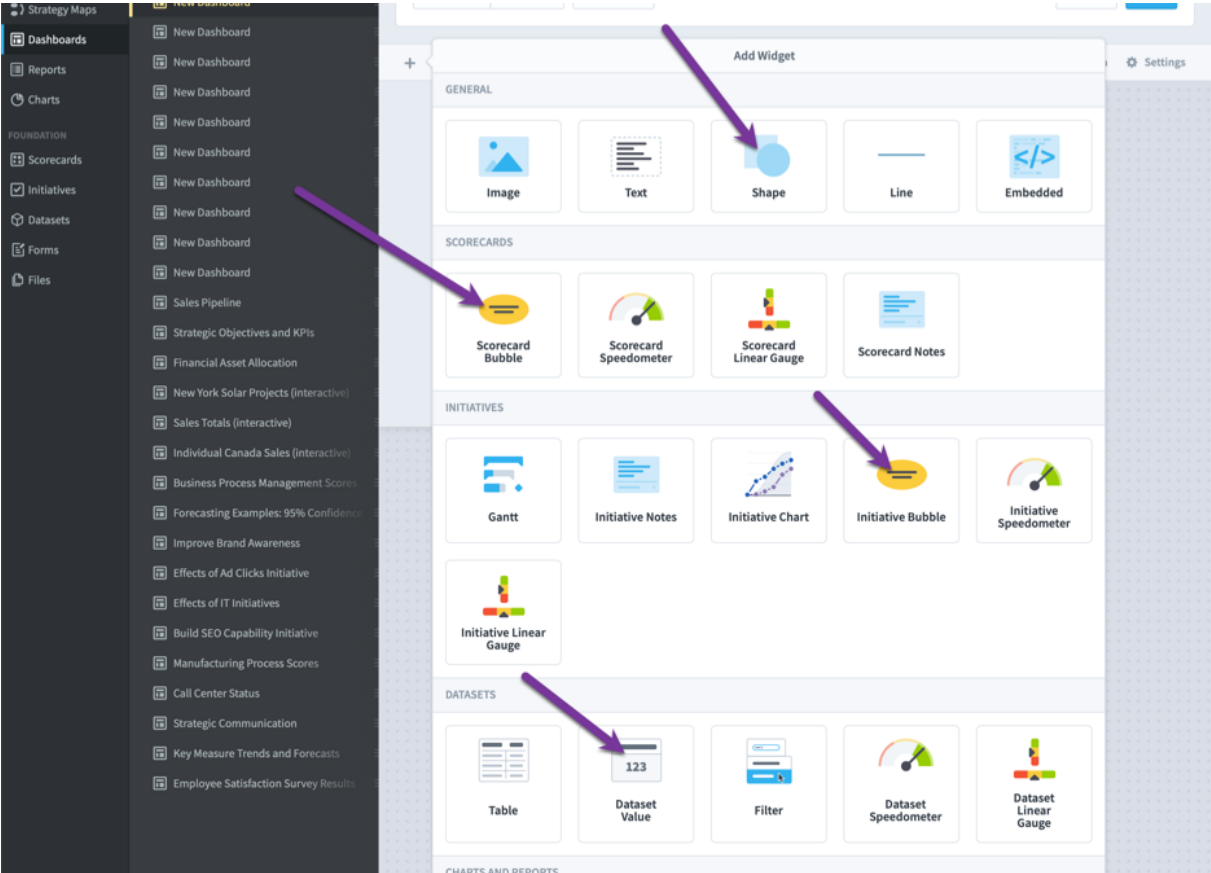 Strategy Maps
Dashboards
Reports
Charts
FOUNDATION
Scorecards
Initiatives
Datasets
Forms
Files
New Dashboard
New Dashboard
New Dashboard
New Dashboard
New Dashboard
New Dashboard
New Dashboard
New Dashboard
New Dashboard
New Dashboard
Sales Pipeline
Strategic Objectives and KPIs
Financial Asset Allocation
New York Solar Projects (interactive)
Sales Totals (interactive)
Individual Canada Sales (interactive)
Business Process Management Scores
Forecasting Examples: 95% Confidence
Improve Brand Awareness
Effects of Ad Clicks Initiative
Effects of IT Initiatives
Build SEO Capability Initiative
Manufacturing Process Scores
Call Center Status
Strategic Communication
Key Measure Trends and Forecasts
Employee Satisfaction Survey Results
+
Settings
Add Widget
GENERAL
</>
Image
Text
Shape
Line
Embedded
SCORECARDS
Scorecard
Bubble
Scorecard
Speedometer
Scorecard
Linear Gauge
Scorecard Notes
INITIATIVES
Gantt
Initiative Notes
Initiative Chart
Initiative Bubble
Initiative
Speedometer
Initiative Linear
Gauge
DATASETS
Table
123
Dataset
Value
Filter
Dataset
Speedometer
Dataset
Linear
Gauge
CHARTS AND REPORTS